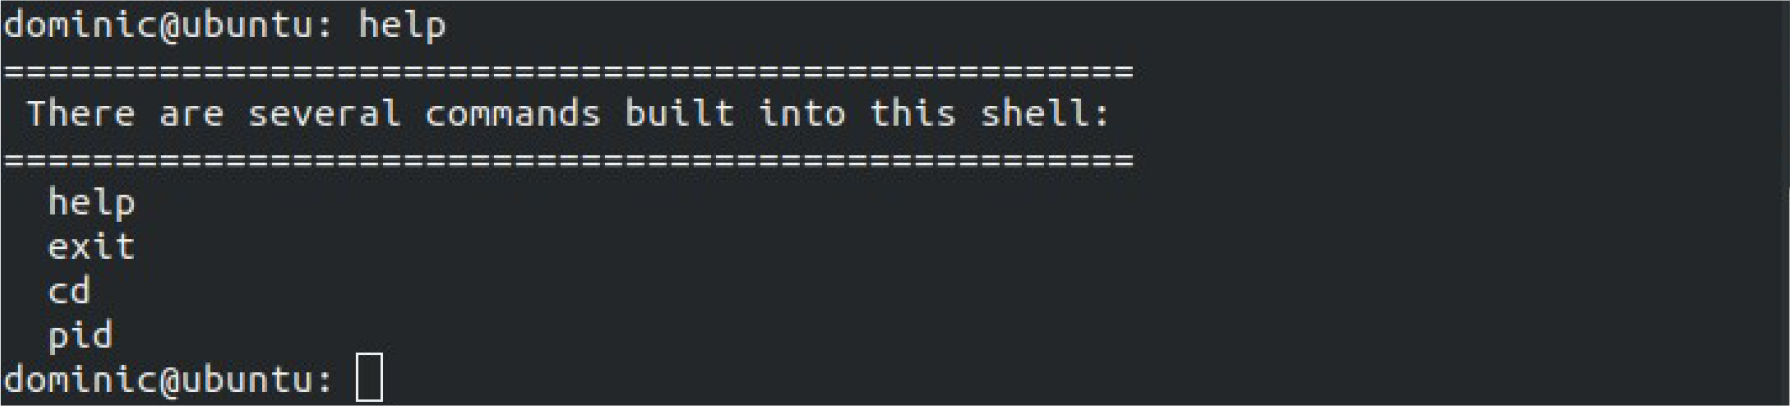 dominic@ubuntu: help
===================================================
 There are several commands built into this shell:
===================================================
  help
  exit
  cd
  pid
dominic@ubuntu: